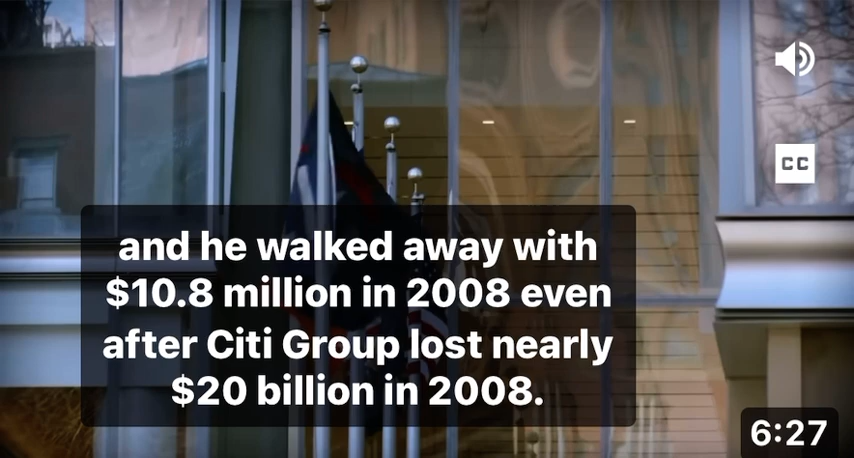 and he walked away with
$10.8 million in 2008 even
after Citi Group lost nearly
$20 billion in 2008.
CC
6:27